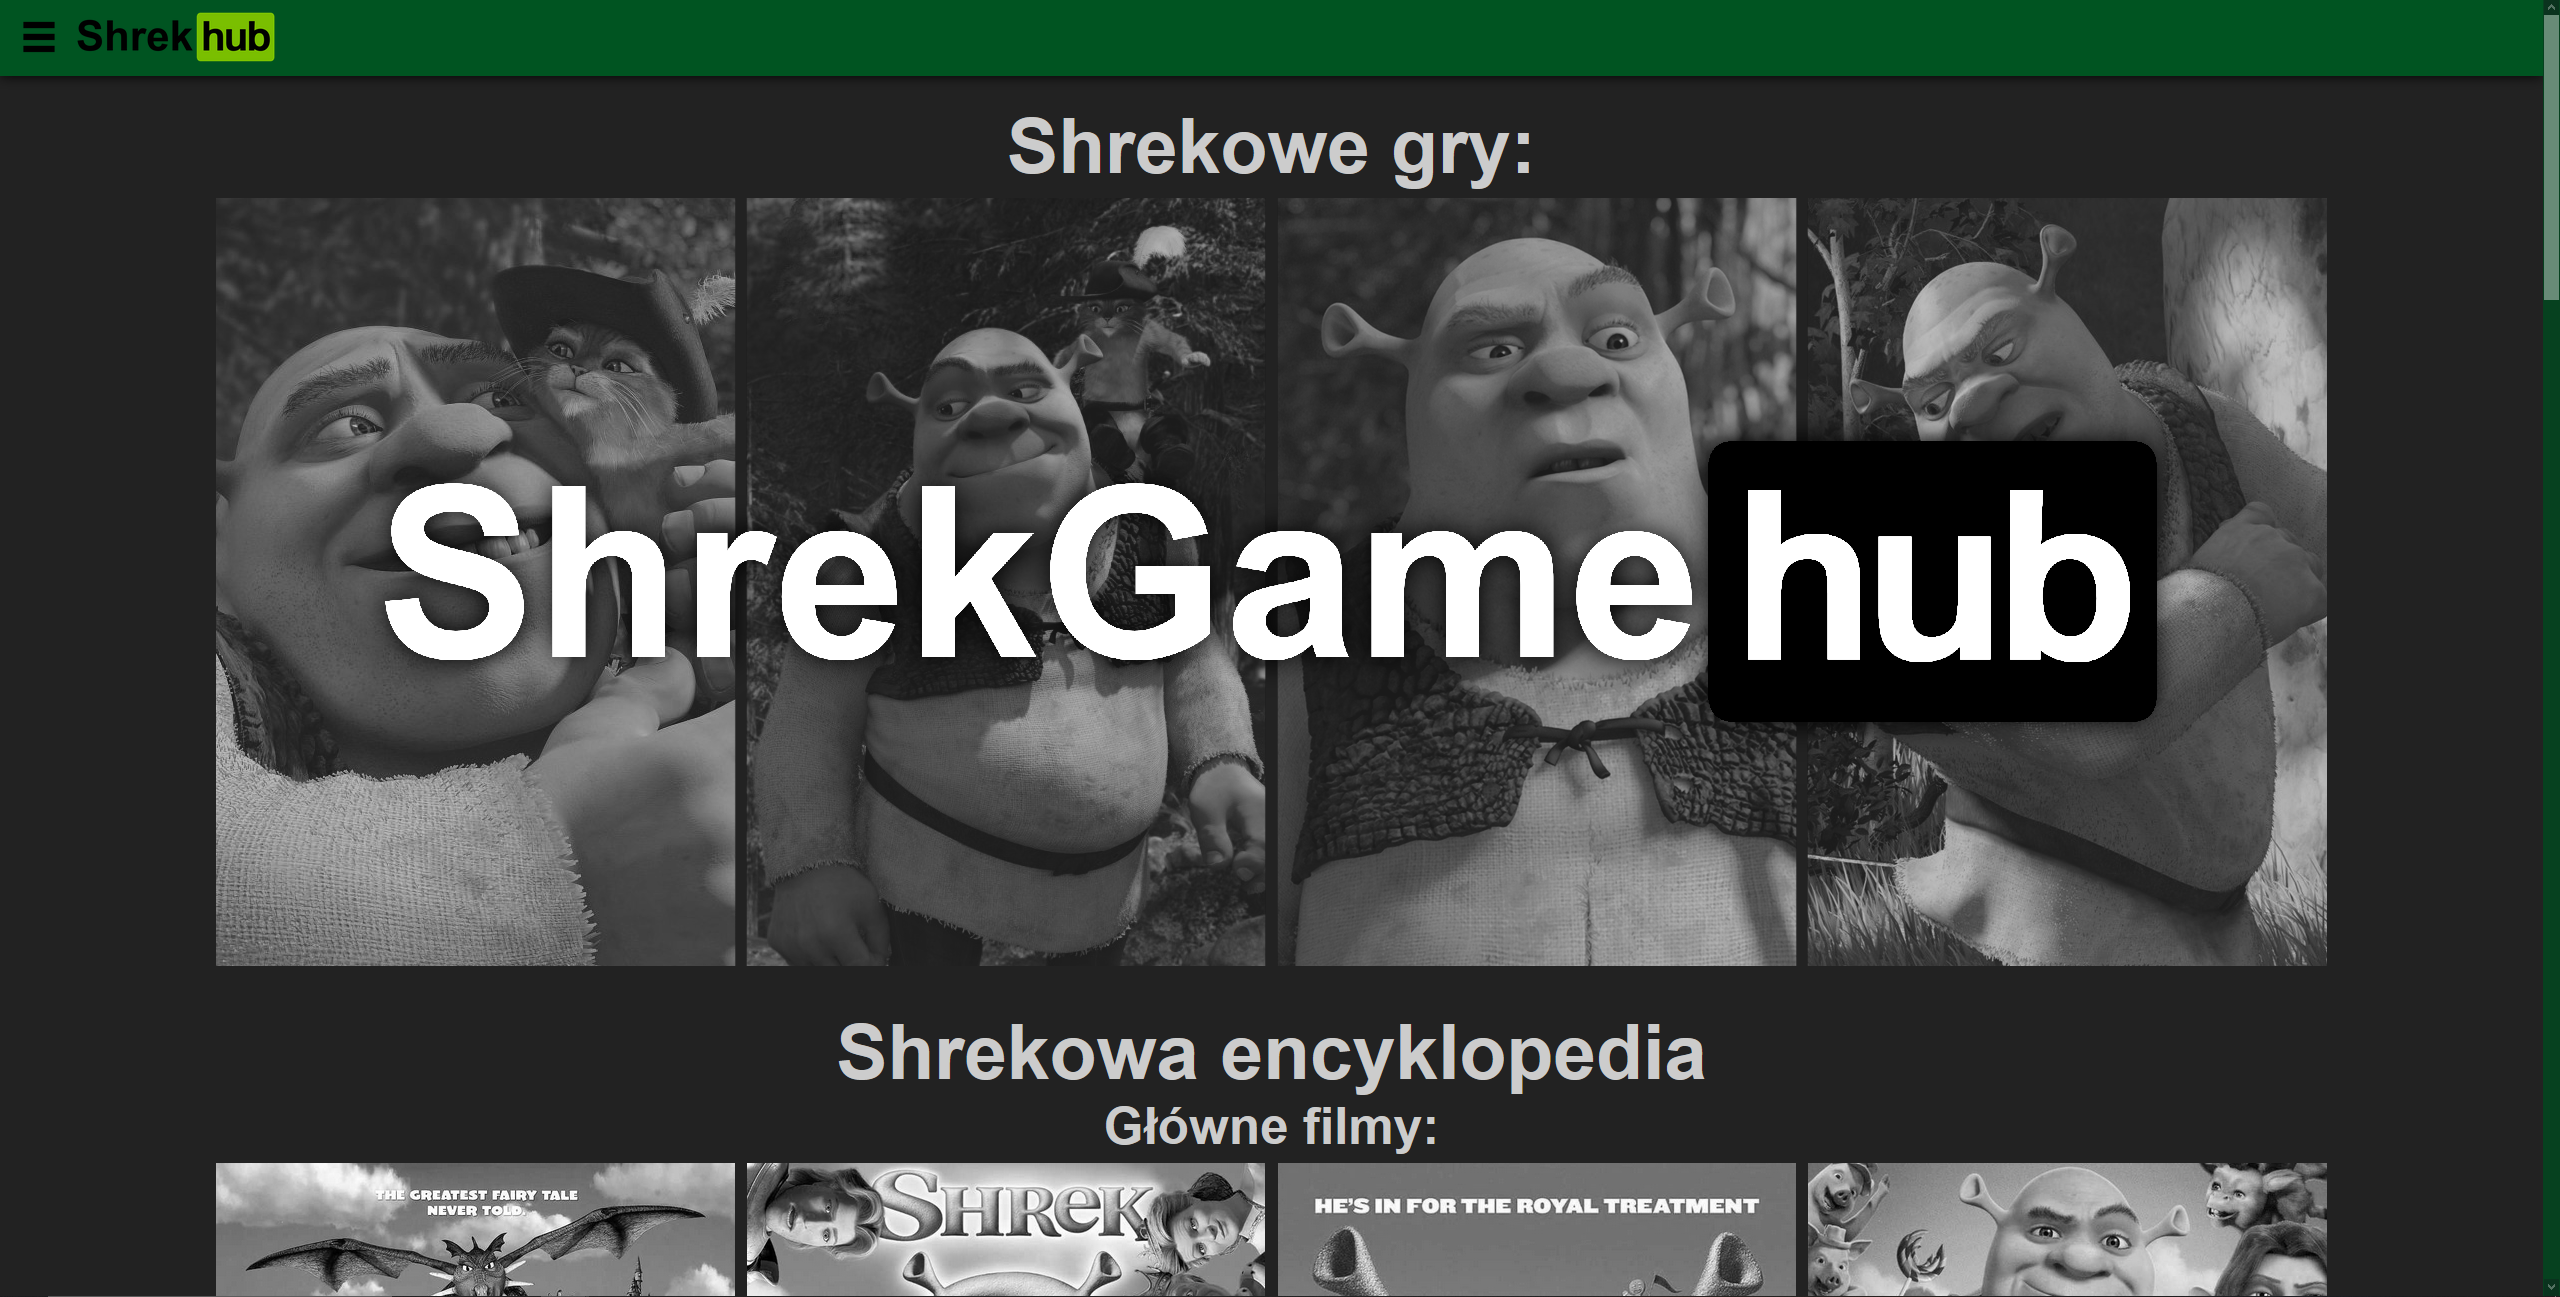 Shrek hub
Shrekowe gry:
ShrekGame hub
Shrekowa encyklopedia
Główne filmy:
THE GREATEST FAIRY TALE
NEVER TOLD.
SHREK
HE'S IN FOR THE ROYAL TREATMENT